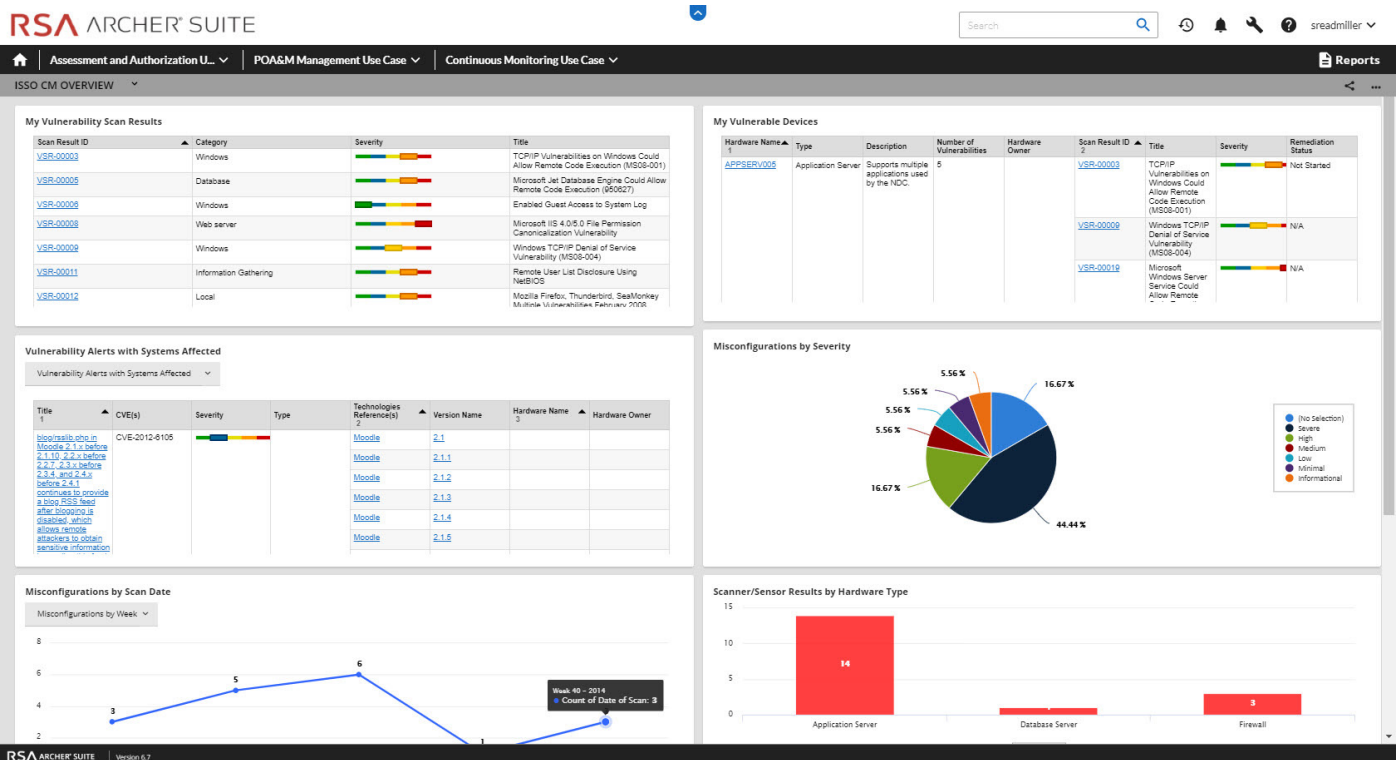 RSA ARCHER® SUITE
Search
sreadmiller
Assessment and Authorization U...
POA&M Management Use Case
Continuous Monitoring Use Case
Reports
ISSO CM OVERVIEW
My Vulnerability Scan Results
Scan Result ID Category Severity Title
VSR-00003 Windows TCP/IP Vulnerabilities on Windows Could
Allow Remote Code Execution (MS08-001)
VSR-00005 Database Microsoft Jet Database Engine Could Allow
Remote Code Execution (950627)
VSR-00006 Windows Enabled Guest Access to System Log
VSR-00008 Web server Microsoft IIS 4.0/5.0 File Permission
Canonicalization Vulnerability
VSR-00009 Windows Windows TCP/IP Denial of Service
Vulnerability (MS08-004)
VSR-00011 Information Gathering Remote User List Disclosure Using
NetBIOS
VSR-00012 Local Mozilla Firefox, Thunderbird, SeaMonkey
Multiple Vulnerabilities February 2008
My Vulnerable Devices
Hardware Name 1 Type Description Number of Vulnerabilities Hardware Owner Scan Result ID 2 Title Severity Remediation Status
APPSERV005 Application Server Supports multiple
applications used
by the NDC.
5
VSR-00003 TCP/IP
Vulnerabilities on
Windows Could
Allow Remote
Code Execution
(MS08-001)
Not Started
VSR-00009 Windows TCP/IP
Denial of Service
Vulnerability
(MS08-004)
N/A
VSR-00019 Microsoft
Windows Server
Service Could
Allow Remote
N/A
Vulnerability Alerts with Systems Affected
Vulnerability Alerts with Systems Affected
Title 1 CVE(s) Severity Type Technologies Reference(s) 2 Version Name Hardware Name 3 Hardware Owner
blog/rsslib.php in
Moodle 2.1.x before
2.1.10, 2.2.x before
2.2.7, 2.3.x before
2.3.4, and 2.4.x
before 2.4.1
continues to provide
a blog RSS feed
after blogging is
disabled, which
allows remote
attackers to obtain
sensitive information
CVE-2012-6105
Moodle 2.1
Moodle 2.1.1
Moodle 2.1.2
Moodle 2.1.3
Moodle 2.1.4
Moodle 2.1.5
Misconfigurations by Severity
5.56 %
5.56 %
5.56 %
5.56 %
16.67 %
16.67 %
44.44 %
(No Selection)
Severe
High
Medium
Low
Minimal
Informational
Misconfigurations by Scan Date
Misconfigurations by Week
8
6
4
2
3
5
6
1
Week 40 – 2014
Count of Date of Scan: 3
Scanner/Sensor Results by Hardware Type
15
10
5
0
14
3
Application Server
Database Server
Firewall
RSA ARCHER® SUITE Version 6.7